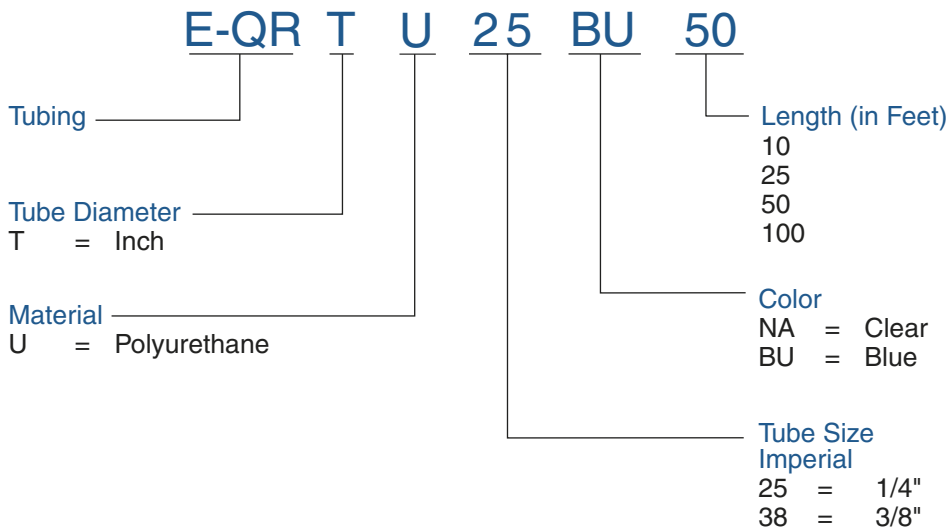 E-QR T U 25 BU 50
Tubing
Tube Diameter
T = Inch
Material
U = Polyurethane
Length (in Feet)
10
25
50
100
Color
NA = Clear
BU = Blue
Tube Size
Imperial
25 = 1/4"
38 = 3/8"